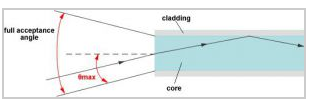 cladding
full acceptance
angle
θmax
core